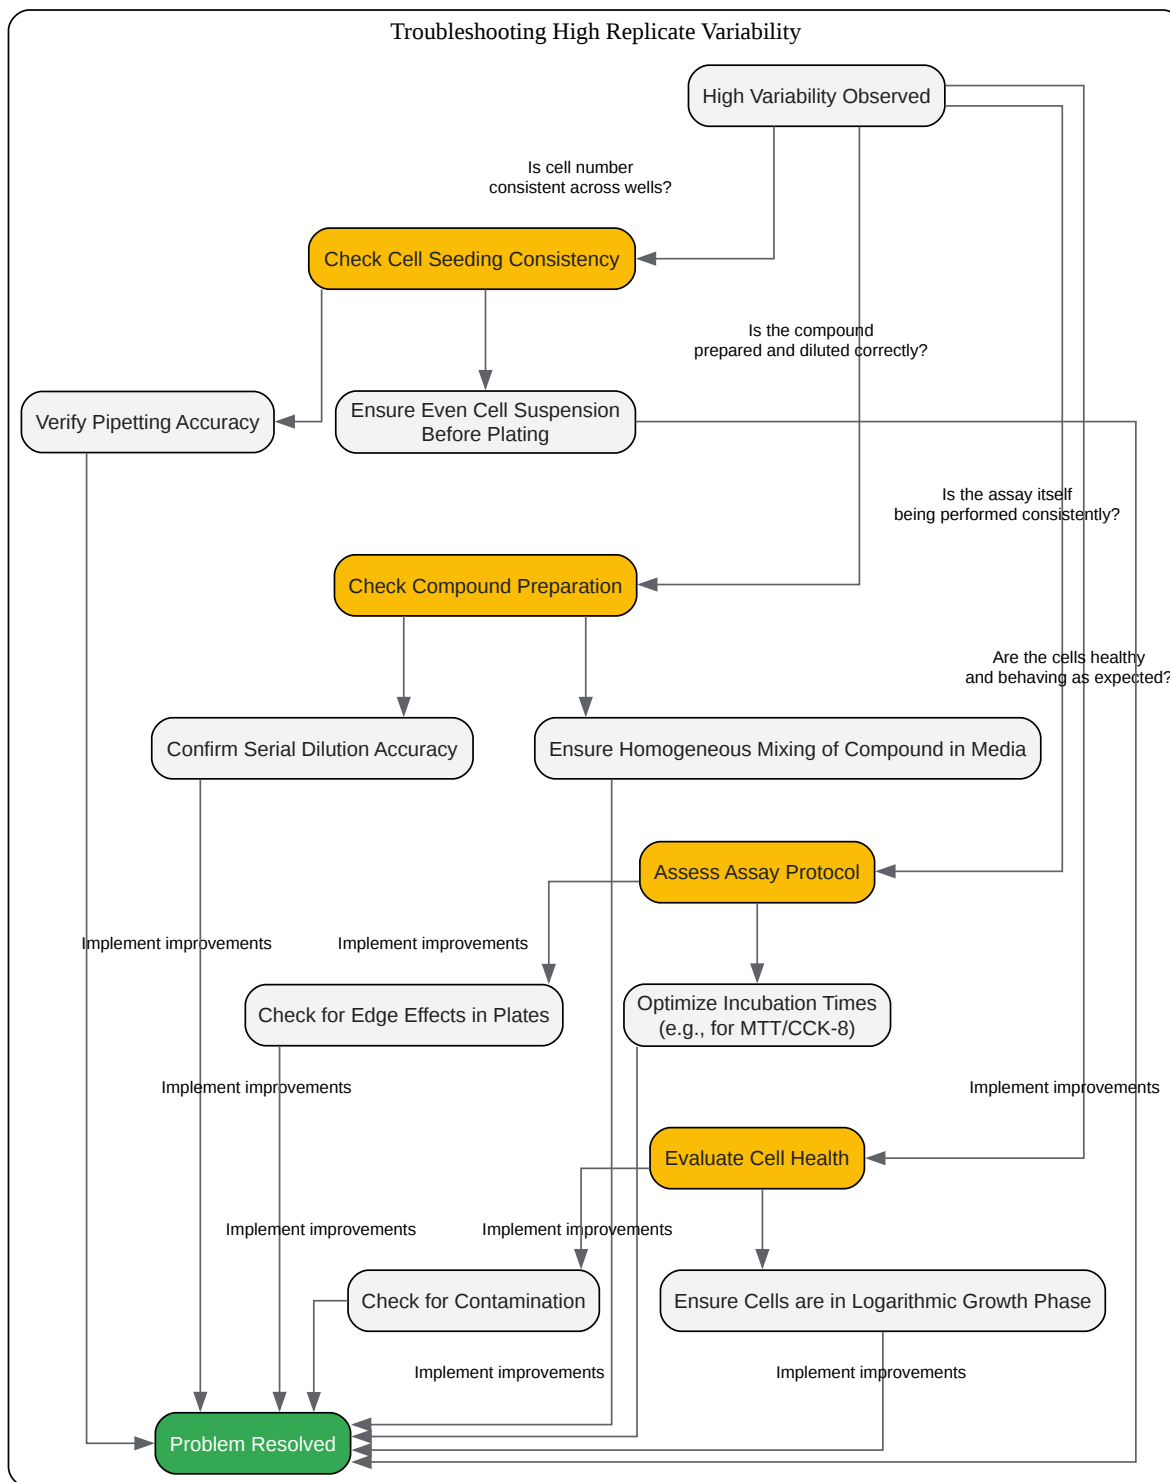 Troubleshooting High Replicate Variability
High Variability Observed
Is cell number
consistent across wells?
Check Cell Seeding Consistency
Is the compound
prepared and diluted correctly?
Verify Pipetting Accuracy
Ensure Even Cell Suspension
Before Plating
Is the assay itself
being performed consistently?
Check Compound Preparation
Are the cells healthy
and behaving as expected?
Confirm Serial Dilution Accuracy
Ensure Homogeneous Mixing of Compound in Media
Assess Assay Protocol
Implement improvements
Implement improvements
Check for Edge Effects in Plates
Optimize Incubation Times
(e.g., for MTT/CCK-8)
Implement improvements
Implement improvements
Evaluate Cell Health
Implement improvements
Implement improvements
Check for Contamination
Ensure Cells are in Logarithmic Growth Phase
Implement improvements
Implement improvements
Problem Resolved